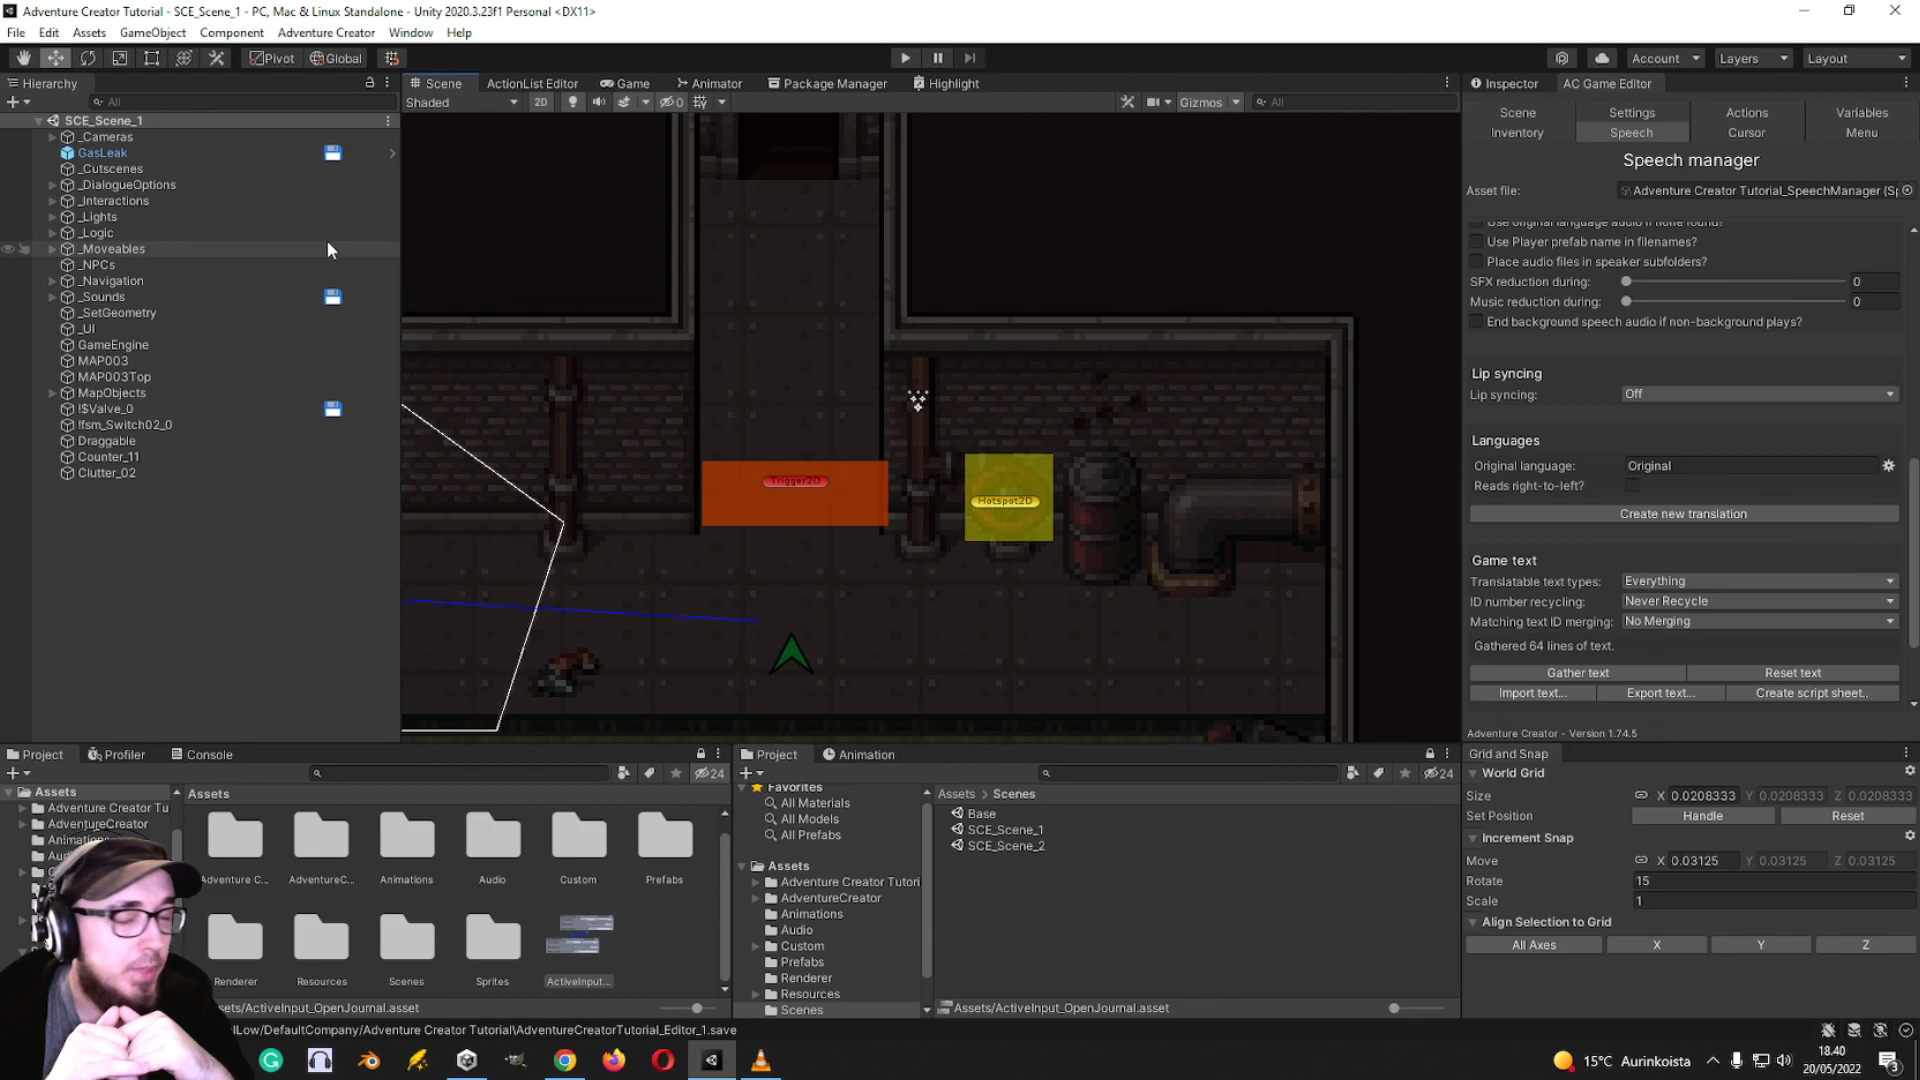 Adventure Creator Tutorial - SCE_Scene_1 - PC, Mac & Linux Standalone - Unity 2020.3.23f1 Personal <DX11>
File Edit Assets GameObject Component Adventure Creator Window Help
Pivot Global Account Layers Layout
Hierarchy
All
SCE_Scene_1
_Cameras
GasLeak
_Cutscenes
_DialogueOptions
_Interactions
_Lights
_Logic
_Moveables
_NPCs
_Navigation
_Sounds
_SetGeometry
_UI
GameEngine
MAP003
MAP003Top
MapObjects
!$Valve_0
!fsm_Switch02_0
Draggable
Counter_11
Clutter_02
Scene ActionList Editor Game Animator Package Manager Highlight
Shaded 2D 0 Gizmos All
Trigger2D
Hotspot2D
Inspector AC Game Editor
Scene Settings Actions Variables
Inventory Speech Cursor Menu
Speech manager
Asset file: Adventure Creator Tutorial_SpeechManager (Sp
Use original language audio if none found?
Use Player prefab name in filenames?
Place audio files in speaker subfolders?
SFX reduction during: 0
Music reduction during: 0
End background speech audio if non-background plays?
Lip syncing
Lip syncing: Off
Languages
Original language: Original
Reads right-to-left?
Create new translation
Game text
Translatable text types: Everything
ID number recycling: Never Recycle
Matching text ID merging: No Merging
Gathered 64 lines of text.
Gather text Reset text
Import text... Export text... Create script sheet..
Adventure Creator - Version 1.74.5
Grid and Snap
World Grid
Size X 0.0208333 Y 0.0208333 Z 0.0208333
Set Position Handle Reset
Increment Snap
Move X 0.03125 Y 0.03125 Z 0.03125
Rotate 15
Scale 1
Align Selection to Grid
All Axes X Y Z
Project Profiler Console
24
Assets
Adventure Creator Tu
AdventureCreator
Animations
Assets
Adventure C... AdventureC... Animations Audio Custom Prefabs
Renderer Resources Scenes Sprites ActiveInput...
sets/ActiveInput_OpenJournal.asset
Project Animation
24
Favorites
All Materials
All Models
All Prefabs
Assets
Adventure Creator Tutori
AdventureCreator
Animations
Audio
Custom
Prefabs
Renderer
Resources
Scenes
Assets > Scenes
Base
SCE_Scene_1
SCE_Scene_2
Assets/ActiveInput_OpenJournal.asset
lLow/DefaultCompany/Adventure Creator Tutorial\AdventureCreatorTutorial_Editor_1.save
15°C Aurinkoista
18.40
20/05/2022
3